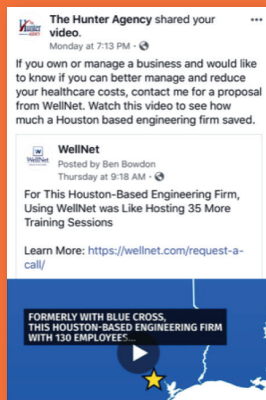 The Hunter Agency shared your
video.
Monday at 7:13 PM ·
If you own or manage a business and would like
to know if you can better manage and reduce
your healthcare costs, contact me for a proposal
from WellNet. Watch this video to see how
much a Houston based engineering firm saved.
WellNet
WellNet
Posted by Ben Bowdon
Thursday at 9:18 AM ·
For This Houston-Based Engineering Firm,
Using WellNet was Like Hosting 35 More
Training Sessions
Learn More: https://wellnet.com/request-a-
call/
FORMERLY WITH BLUE CROSS,
THIS HOUSTON-BASED ENGINEERING FIRM
WITH 130 EMPLOYEES...